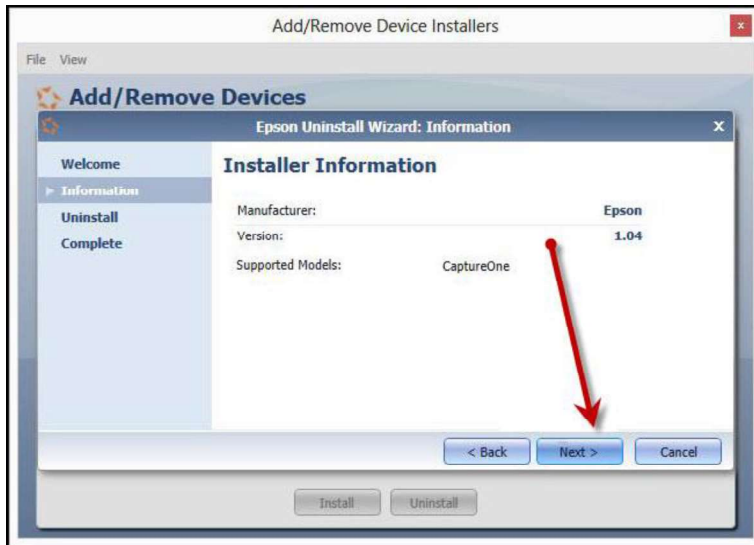 Add/Remove Device Installers
x
File View
Add/Remove Devices
Epson Uninstall Wizard: Information
x
Welcome
Information
Uninstall
Complete
Installer Information
Manufacturer: Epson
Version: 1.04
Supported Models: CaptureOne
< Back Next > Cancel
Install Uninstall